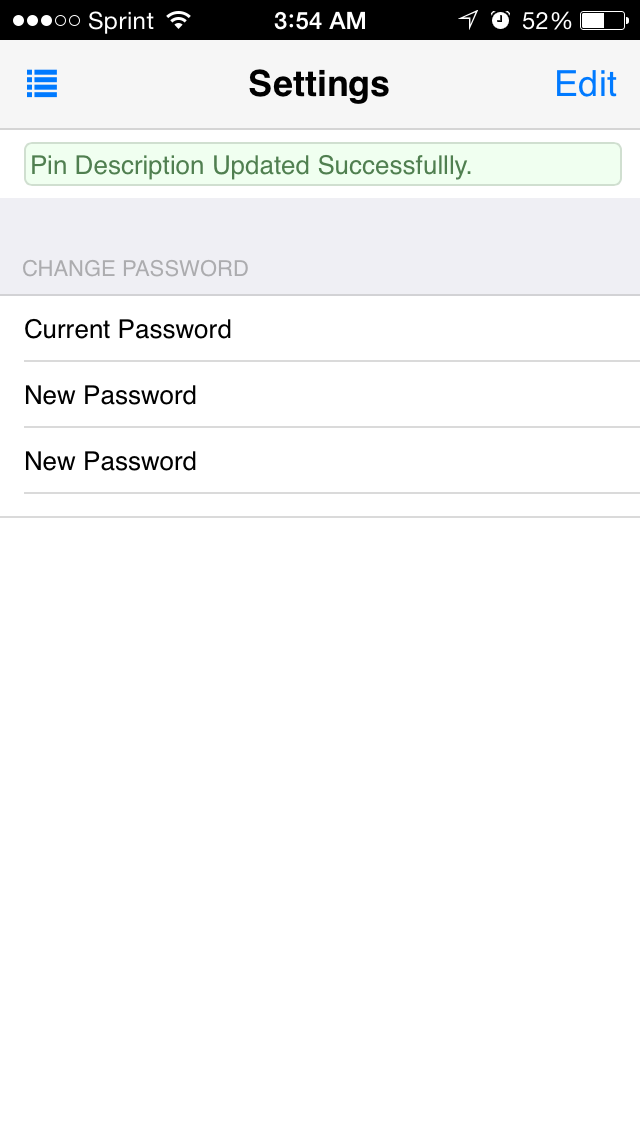 Sprint 3:54 AM 52%
Settings Edit
Pin Description Updated Successfullly.
CHANGE PASSWORD
Current Password
New Password
New Password